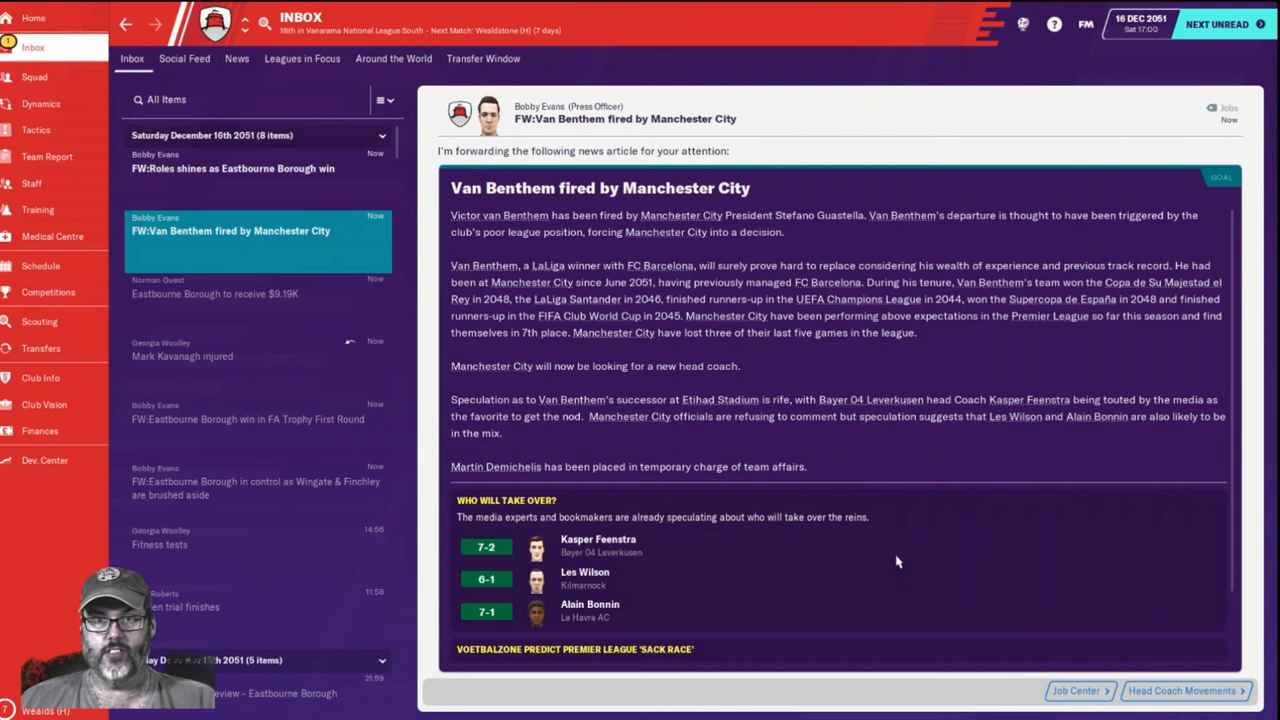 Home
INBOX
18th in Vanarama National League South - Next Match: Wealdstone (H) (7 days)
FM
16 DEC 2051
Sat 17:00
NEXT UNREAD
1
Inbox
Squad
Dynamics
Tactics
Team Report
Staff
Training
Medical Centre
Schedule
Competitions
Scouting
Transfers
Club Info
Club Vision
Finances
Dev. Center
7
Wealds (H)
Inbox
Social Feed
News
Leagues in Focus
Around the World
Transfer Window
All Items
Saturday December 16th 2051 (8 items)
Bobby Evans
Now
FW:Roles shines as Eastbourne Borough win
Bobby Evans
Now
FW:Van Benthem fired by Manchester City
Norman Guest
Now
Eastbourne Borough to receive $9.19K
Georgia Woolley
Now
Mark Kavanagh injured
Bobby Evans
Now
FW:Eastbourne Borough win in FA Trophy First Round
Bobby Evans
Now
FW:Eastbourne Borough in control as Wingate & Finchley
are brushed aside
Georgia Woolley
14:56
Fitness tests
Roberts
11:58
en trial finishes
15th 2051 (5 items)
21:59
eview - Eastbourne Borough
Bobby Evans (Press Officer)
FW:Van Benthem fired by Manchester City
Jobs
Now
I'm forwarding the following news article for your attention:
GOAL
Van Benthem fired by Manchester City
Victor van Benthem has been fired by Manchester City President Stefano Guastella. Van Benthem's departure is thought to have been triggered by the
club's poor league position, forcing Manchester City into a decision.
Van Benthem, a LaLiga winner with FC Barcelona, will surely prove hard to replace considering his wealth of experience and previous track record. He had
been at Manchester City since June 2051, having previously managed FC Barcelona. During his tenure, Van Benthem's team won the Copa de Su Majestad el
Rey in 2048, the LaLiga Santander in 2046, finished runners-up in the UEFA Champions League in 2044, won the Supercopa de España in 2048 and finished
runners-up in the FIFA Club World Cup in 2045. Manchester City have been performing above expectations in the Premier League so far this season and find
themselves in 7th place. Manchester City have lost three of their last five games in the league.
Manchester City will now be looking for a new head coach.
Speculation as to Van Benthem's successor at Etihad Stadium is rife, with Bayer 04 Leverkusen head Coach Kasper Feenstra being touted by the media as
the favorite to get the nod. Manchester City officials are refusing to comment but speculation suggests that Les Wilson and Alain Bonnin are also likely to be
in the mix.
Martín Demichelis has been placed in temporary charge of team affairs.
WHO WILL TAKE OVER?
The media experts and bookmakers are already speculating about who will take over the reins.
7-2
Kasper Feenstra
Bayer 04 Leverkusen
6-1
Les Wilson
Kilmarnock
7-1
Alain Bonnin
Le Havre AC
VOETBALZONE PREDICT PREMIER LEAGUE 'SACK RACE'
Job Center
Head Coach Movements